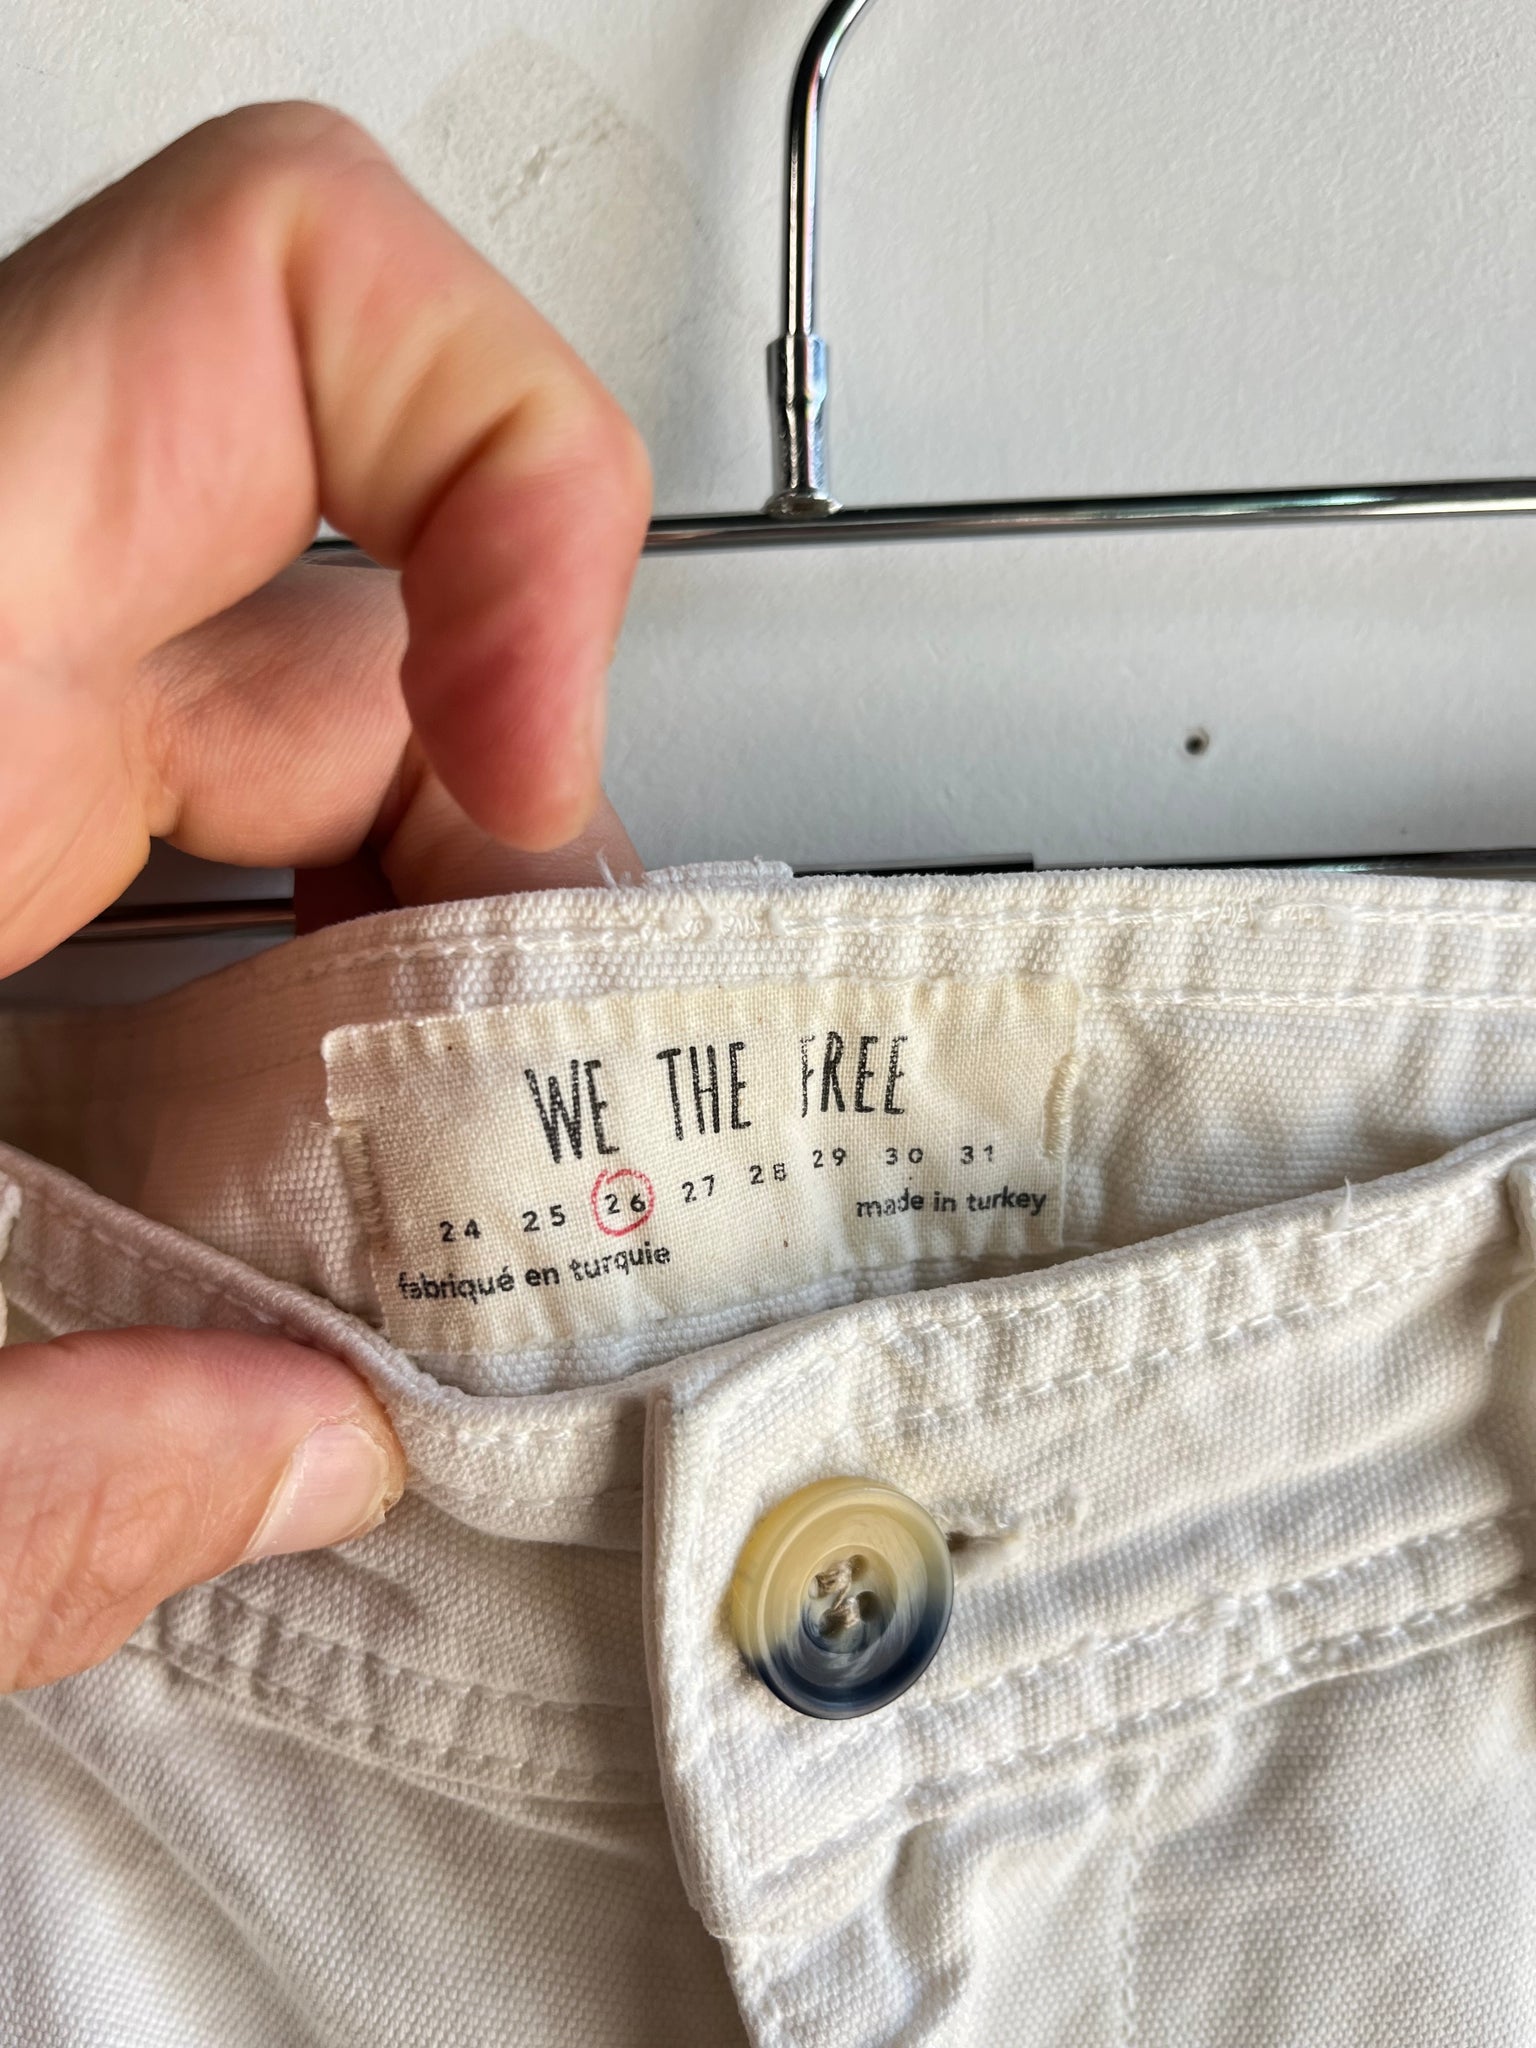 WE THE FREE
24 25 26 27 28 29 30 31
fabriqué en turquie made in turkey